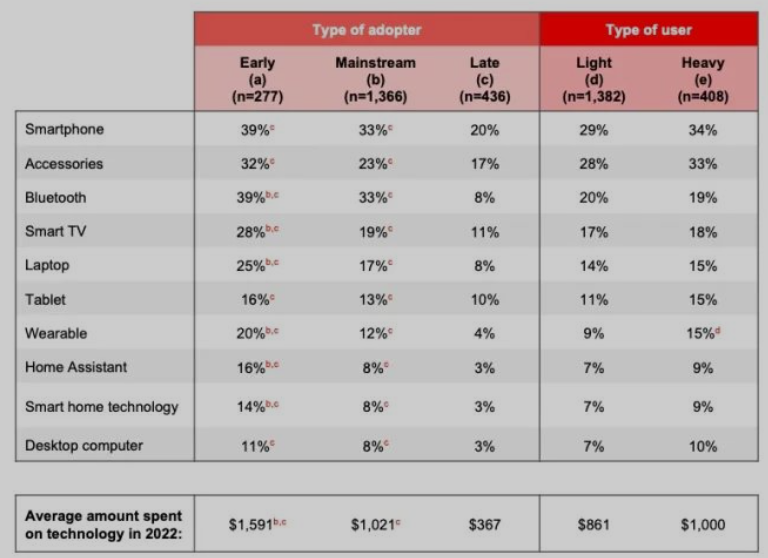 Type of adopter Type of user
Early Mainstream Late Light Heavy
(a) (b) (c) (d) (e)
(n=277) (n=1,366) (n=436) (n=1,382) (n=408)
Smartphone 39%c 33%c 20% 29% 34%
Accessories 32%c 23%c 17% 28% 33%
Bluetooth 39%b,c 33%c 8% 20% 19%
Smart TV 28%b,c 19%c 11% 17% 18%
Laptop 25%b,c 17%c 8% 14% 15%
Tablet 16%c 13%c 10% 11% 15%
Wearable 20%b,c 12%c 4% 9% 15%d
Home Assistant 16%b,c 8%c 3% 7% 9%
Smart home technology 14%b,c 8%c 3% 7% 9%
Desktop computer 11%c 8%c 3% 7% 10%
Average amount spent
on technology in 2022: $1,591b,c $1,021c $367 $861 $1,000